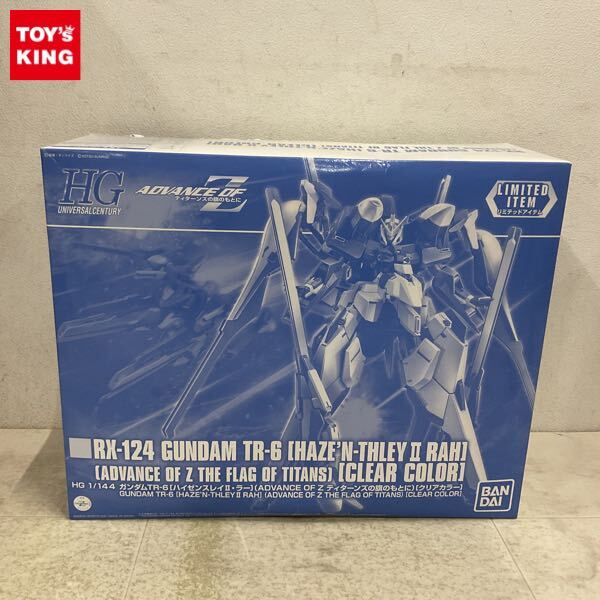 TOY's
KING
HG
UNIVERSALCENTURY
ADVANCE OF Z
ティターンズの旗のもとに
LIMITED
ITEM
リミテッドアイテム
RX-124 GUNDAM TR-6 [HAZE'N-THLEY II RAH]
(ADVANCE OF Z THE FLAG OF TITANS) [CLEAR COLOR]
HG 1/144 ガンダムTR-6[ハイゼンスレイII・ラー](ADVANCE OF Z ティターンズの旗のもとに)[クリアカラー]
GUNDAM TR-6 [HAZE'N-THLEY II RAH] (ADVANCE OF Z THE FLAG OF TITANS) [CLEAR COLOR]
BAN
DAI